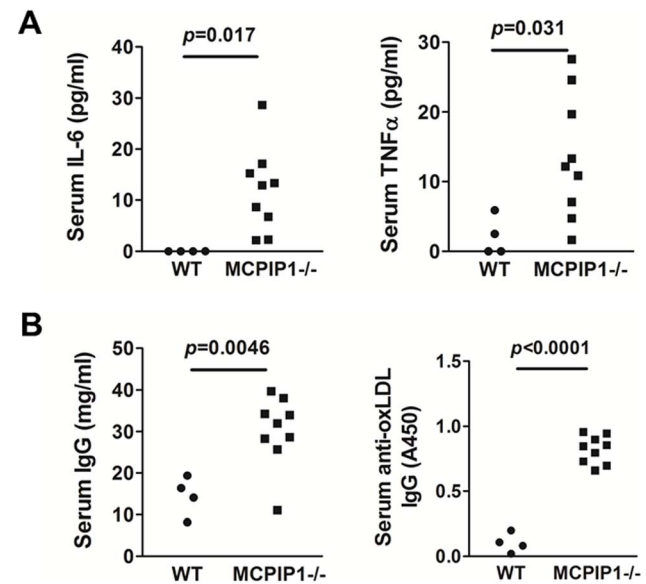 A
p=0.017
Serum IL-6 (pg/ml)
40
30
20
10
0
WT MCPIP1-/-
p=0.031
Serum TNFα (pg/ml)
30
20
10
0
WT MCPIP1-/-
B
p=0.0046
Serum IgG (mg/ml)
50
40
30
20
10
0
WT MCPIP1-/-
p<0.0001
Serum anti-oxLDL
IgG (A450)
1.5
1.0
0.5
0.0
WT MCPIP1-/-